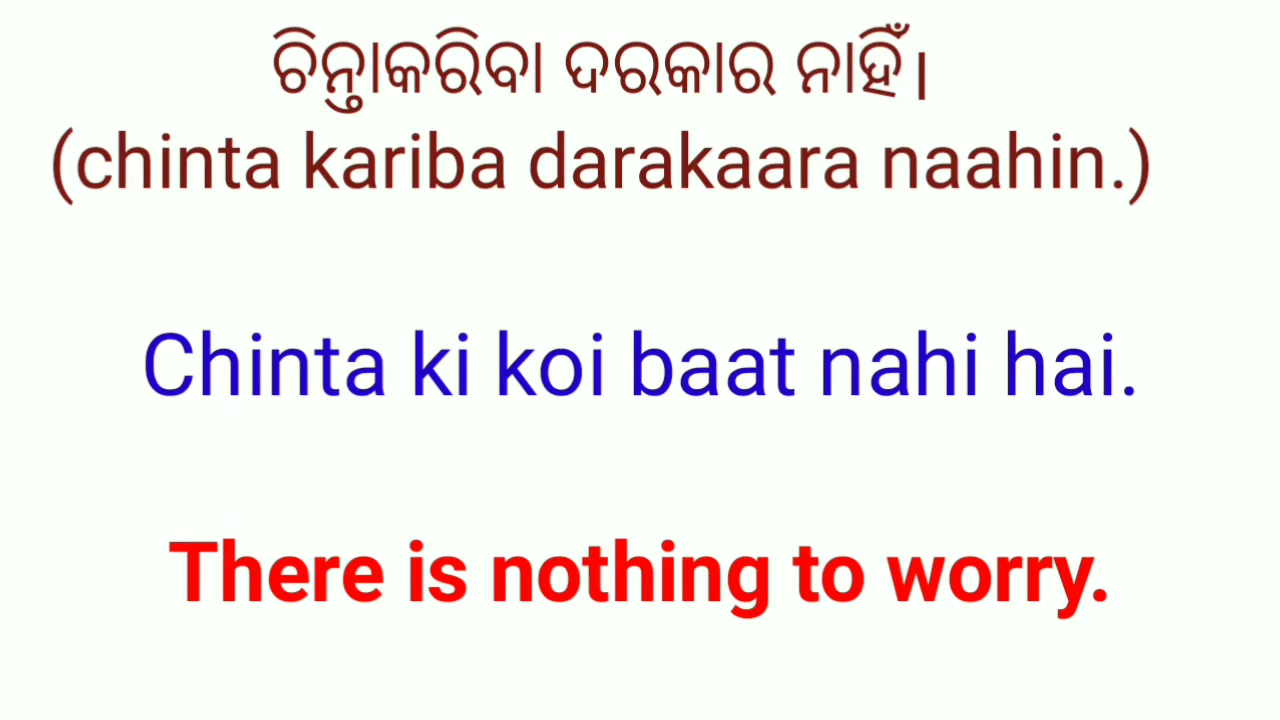 ଚିନ୍ତାକରିବା ଦରକାର ନାହିଁ।
(chinta kariba darakaara naahin.)
Chinta ki koi baat nahi hai.
There is nothing to worry.